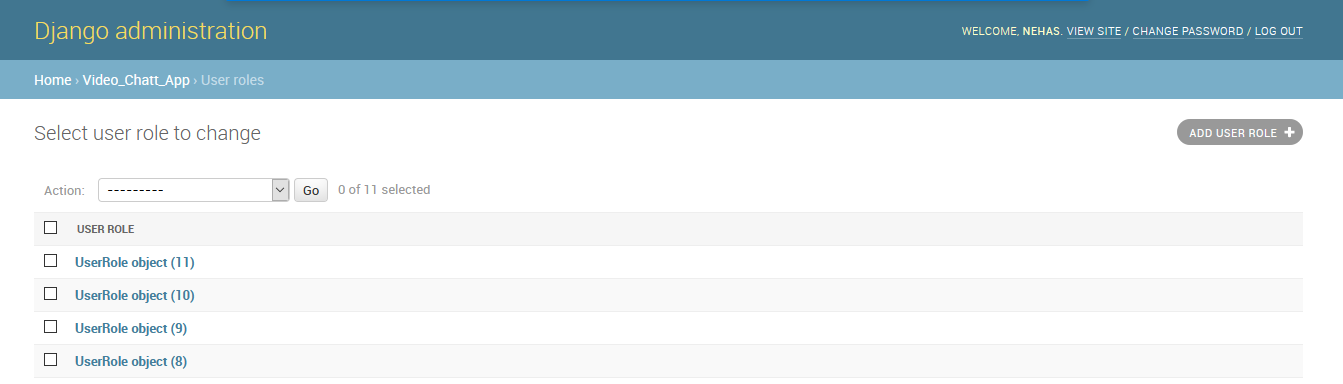 Django administration
WELCOME, NEHAS. VIEW SITE / CHANGE PASSWORD / LOG OUT
Home › Video_Chatt_App › User roles
Select user role to change
ADD USER ROLE +
Action: --------- Go 0 of 11 selected
USER ROLE
UserRole object (11)
UserRole object (10)
UserRole object (9)
UserRole object (8)